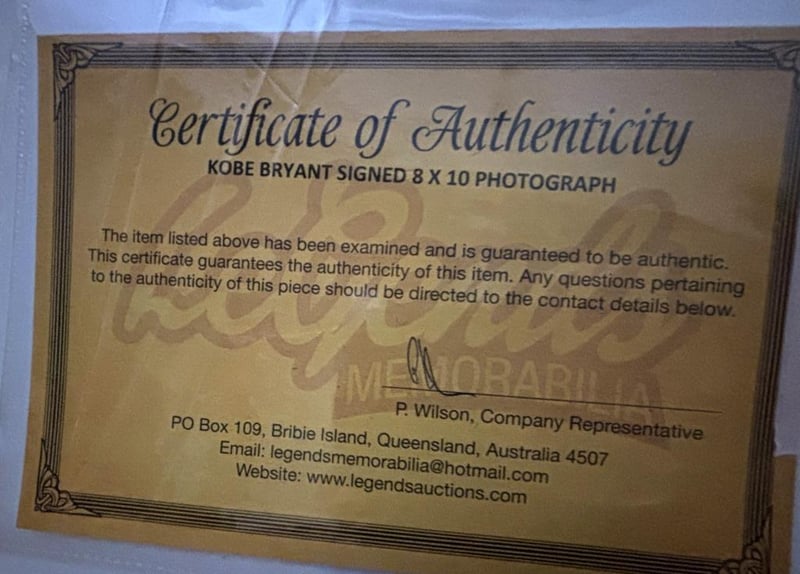 Certificate of Authenticity
KOBE BRYANT SIGNED 8 X 10 PHOTOGRAPH
The item listed above has been examined and is guaranteed to be authentic.
This certificate guarantees the authenticity of this item. Any questions pertaining
to the authenticity of this piece should be directed to the contact details below.
Legends
MEMORABILIA
P. Wilson, Company Representative
PO Box 109, Bribie Island, Queensland, Australia 4507
Email: legendsmemorabilia@hotmail.com
Website: www.legendsauctions.com